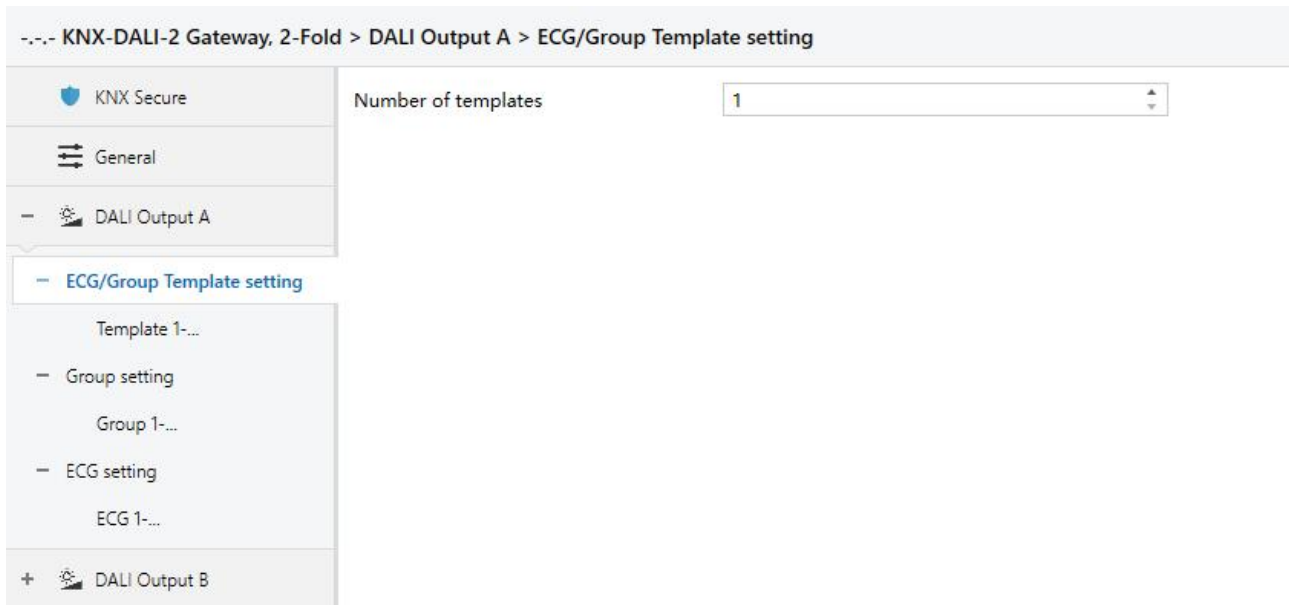 -.-.- KNX-DALI-2 Gateway, 2-Fold > DALI Output A > ECG/Group Template setting
KNX Secure
Number of templates
1
General
DALI Output A
ECG/Group Template setting
Template 1-...
Group setting
Group 1-...
ECG setting
ECG 1-...
DALI Output B